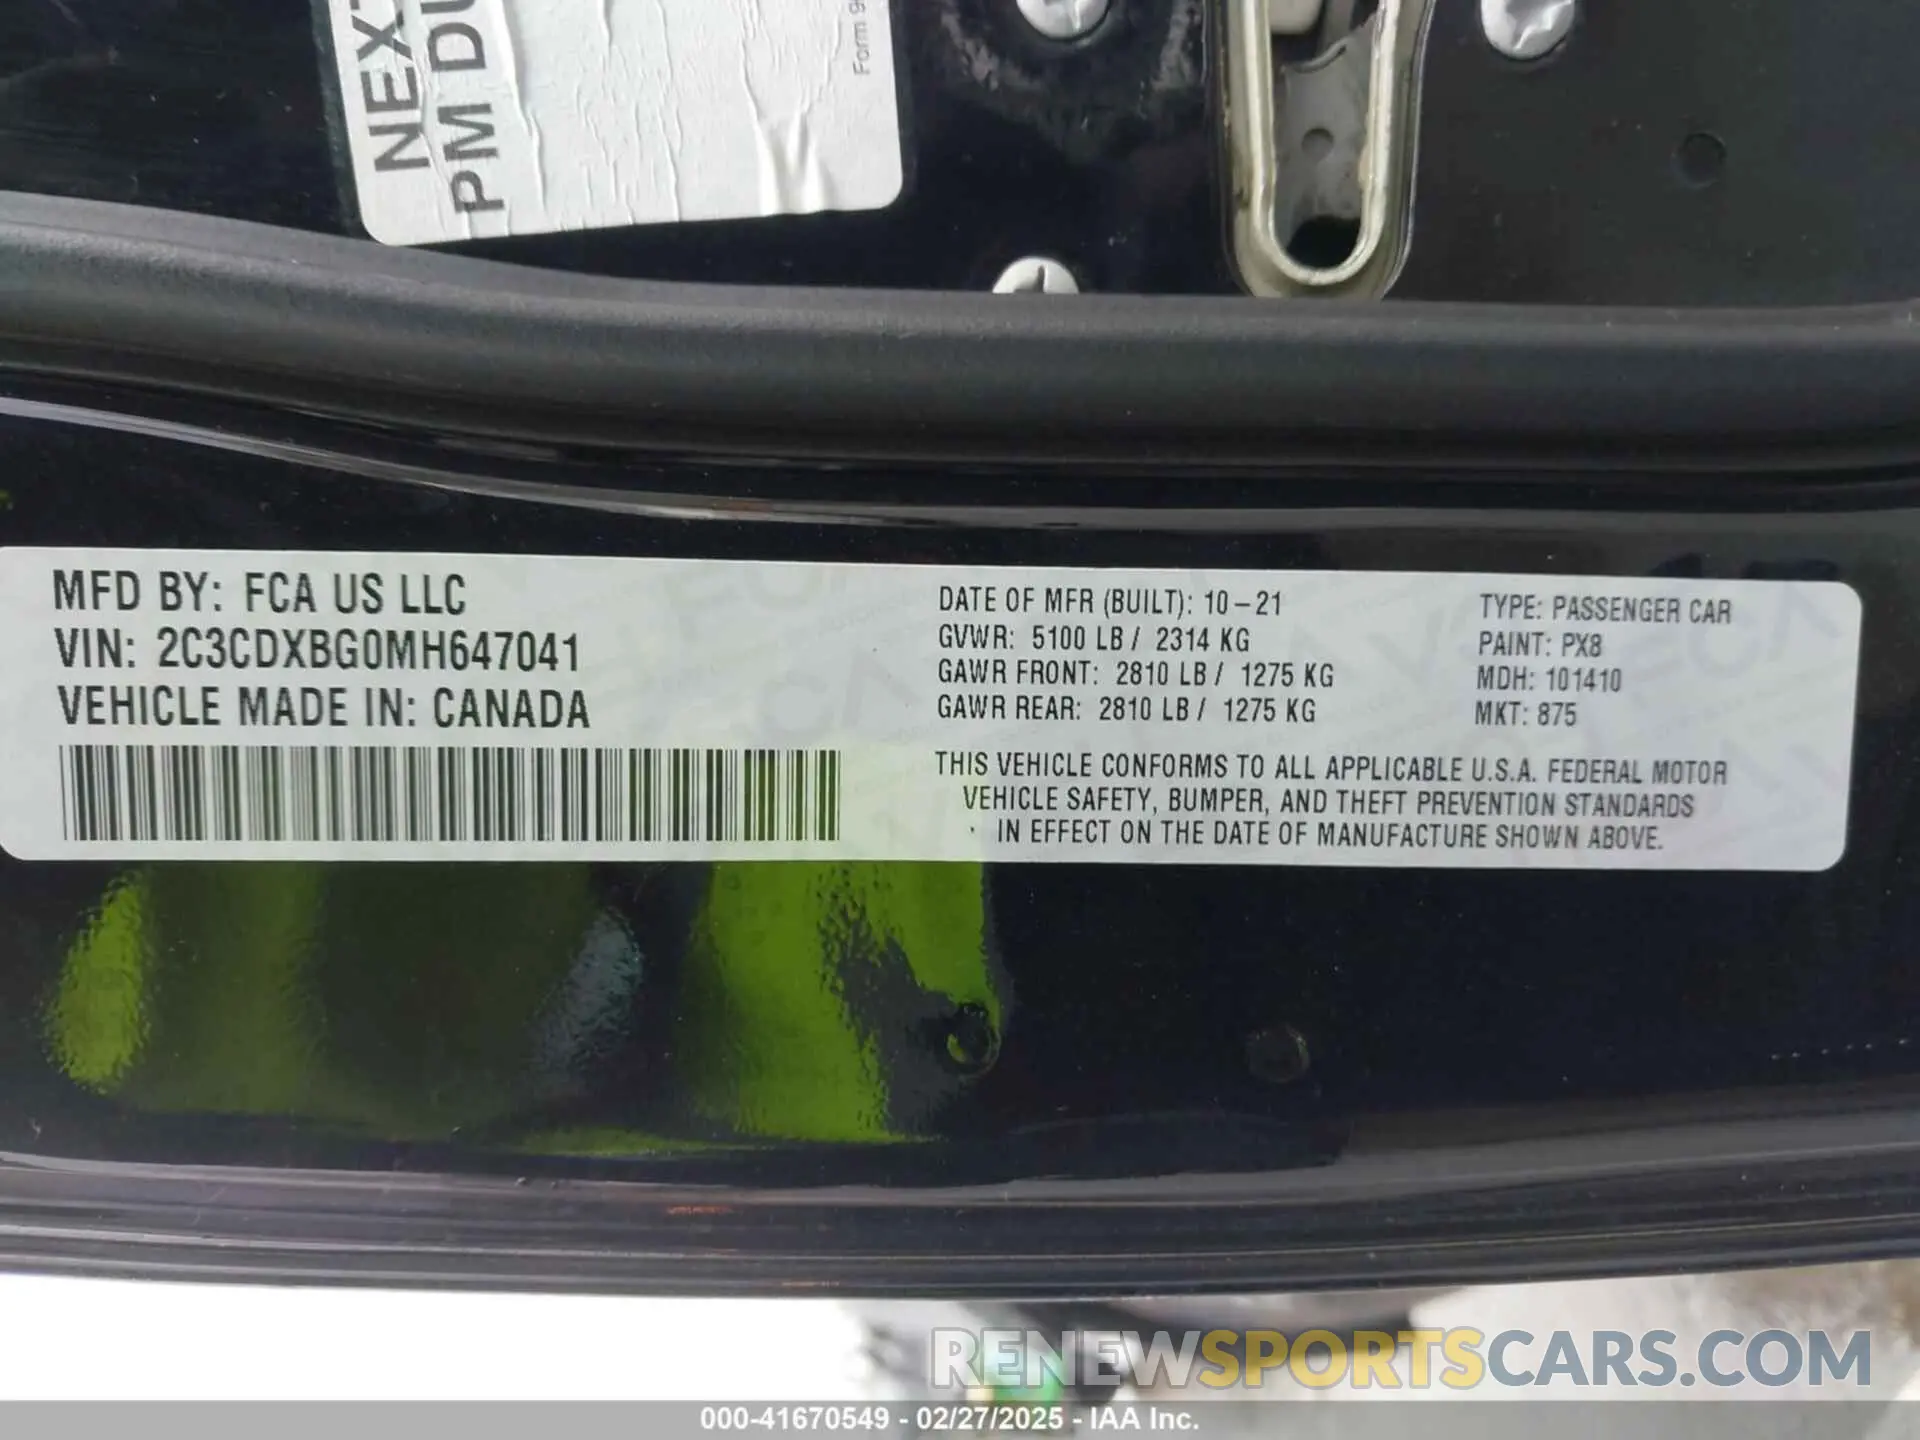 NEX
PM DU
Form 9
MFD BY: FCA US LLC
VIN: 2C3CDXBG0MH647041
VEHICLE MADE IN: CANADA
DATE OF MFR (BUILT): 10-21
GVWR: 5100 LB / 2314 KG
GAWR FRONT: 2810 LB / 1275 KG
GAWR REAR: 2810 LB / 1275 KG
TYPE: PASSENGER CAR
PAINT: PX8
MDH: 101410
MKT: 875
THIS VEHICLE CONFORMS TO ALL APPLICABLE U.S.A. FEDERAL MOTOR
VEHICLE SAFETY, BUMPER, AND THEFT PREVENTION STANDARDS
IN EFFECT ON THE DATE OF MANUFACTURE SHOWN ABOVE.
RENEWSPORTSCARS.COM
000-41670549 - 02/27/2025 - IAA Inc.